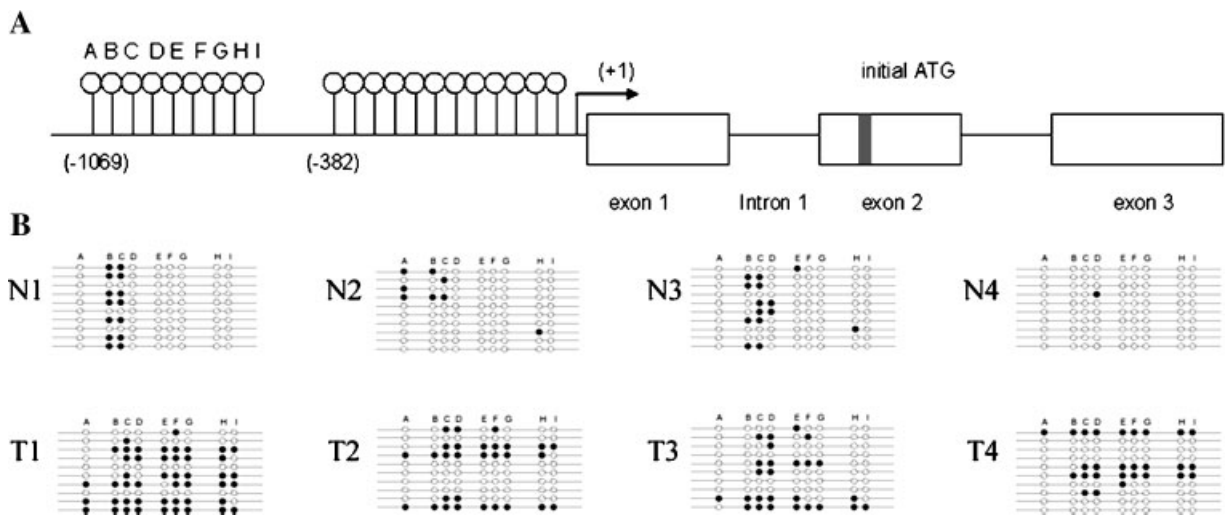 A
A B C D E F G H I
(+1)
initial ATG
(-1069)
(-382)
exon 1
Intron 1
exon 2
exon 3
B
N1
A B C D E F G H I
N2
A B C D E F G H I
N3
A B C D E F G H I
N4
A B C D E F G H I
T1
A B C D E F G H I
T2
A B C D E F G H I
T3
A B C D E F G H I
T4
A B C D E F G H I